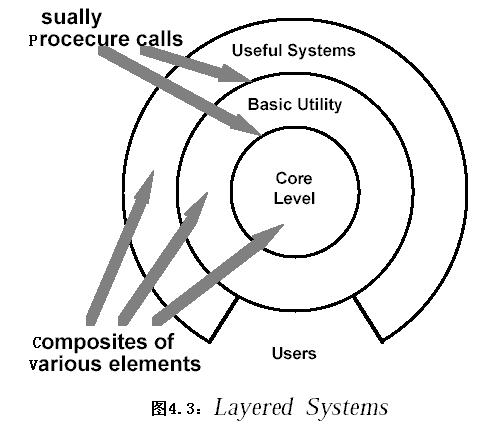 sually
Procecure calls
Useful Systems
Basic Utility
Core
Level
Composites of
various elements
Users
图4.3: Layered Systems